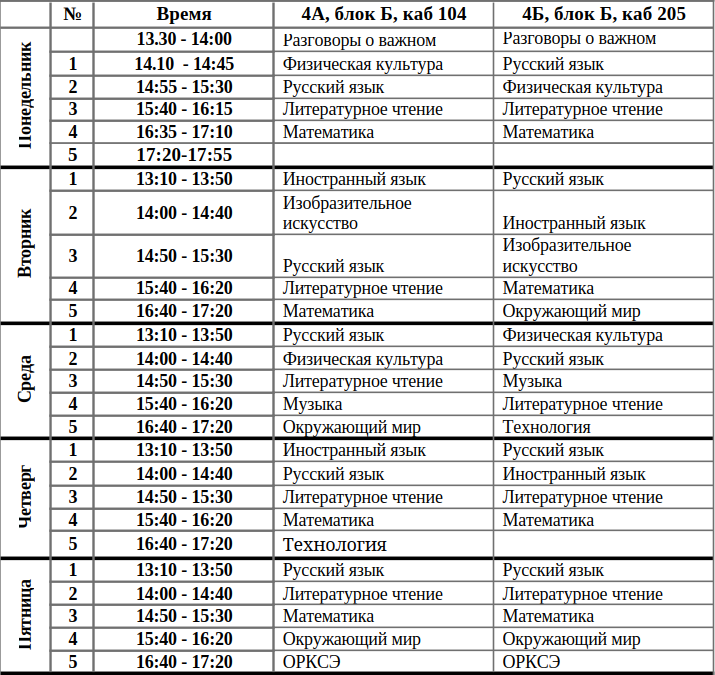 № Время 4А, блок Б, каб 104 4Б, блок Б, каб 205
Понедельник
13.30 - 14:00 Разговоры о важном Разговоры о важном
1 14.10 - 14:45 Физическая культура Русский язык
2 14:55 - 15:30 Русский язык Физическая культура
3 15:40 - 16:15 Литературное чтение Литературное чтение
4 16:35 - 17:10 Математика Математика
5 17:20-17:55
Вторник
1 13:10 - 13:50 Иностранный язык Русский язык
2 14:00 - 14:40 Изобразительное
искусство Иностранный язык
3 14:50 - 15:30 Русский язык Изобразительное
искусство
4 15:40 - 16:20 Литературное чтение Математика
5 16:40 - 17:20 Математика Окружающий мир
Среда
1 13:10 - 13:50 Русский язык Физическая культура
2 14:00 - 14:40 Физическая культура Русский язык
3 14:50 - 15:30 Литературное чтение Музыка
4 15:40 - 16:20 Музыка Литературное чтение
5 16:40 - 17:20 Окружающий мир Технология
Четверг
1 13:10 - 13:50 Иностранный язык Русский язык
2 14:00 - 14:40 Русский язык Иностранный язык
3 14:50 - 15:30 Литературное чтение Литературное чтение
4 15:40 - 16:20 Математика Математика
5 16:40 - 17:20 Технология
Пятница
1 13:10 - 13:50 Русский язык Русский язык
2 14:00 - 14:40 Литературное чтение Литературное чтение
3 14:50 - 15:30 Математика Математика
4 15:40 - 16:20 Окружающий мир Окружающий мир
5 16:40 - 17:20 ОРКСЭ ОРКСЭ